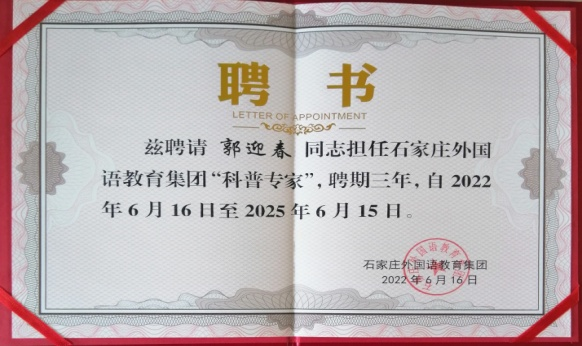 聘 书
LETTER OF APPOINTMENT
兹聘请 郭迎春 同志担任石家庄外国
语教育集团“科普专家”，聘期三年，自2022
年6月16日至2025年6月15日。
石家庄外国语教育集团
2022年6月16日